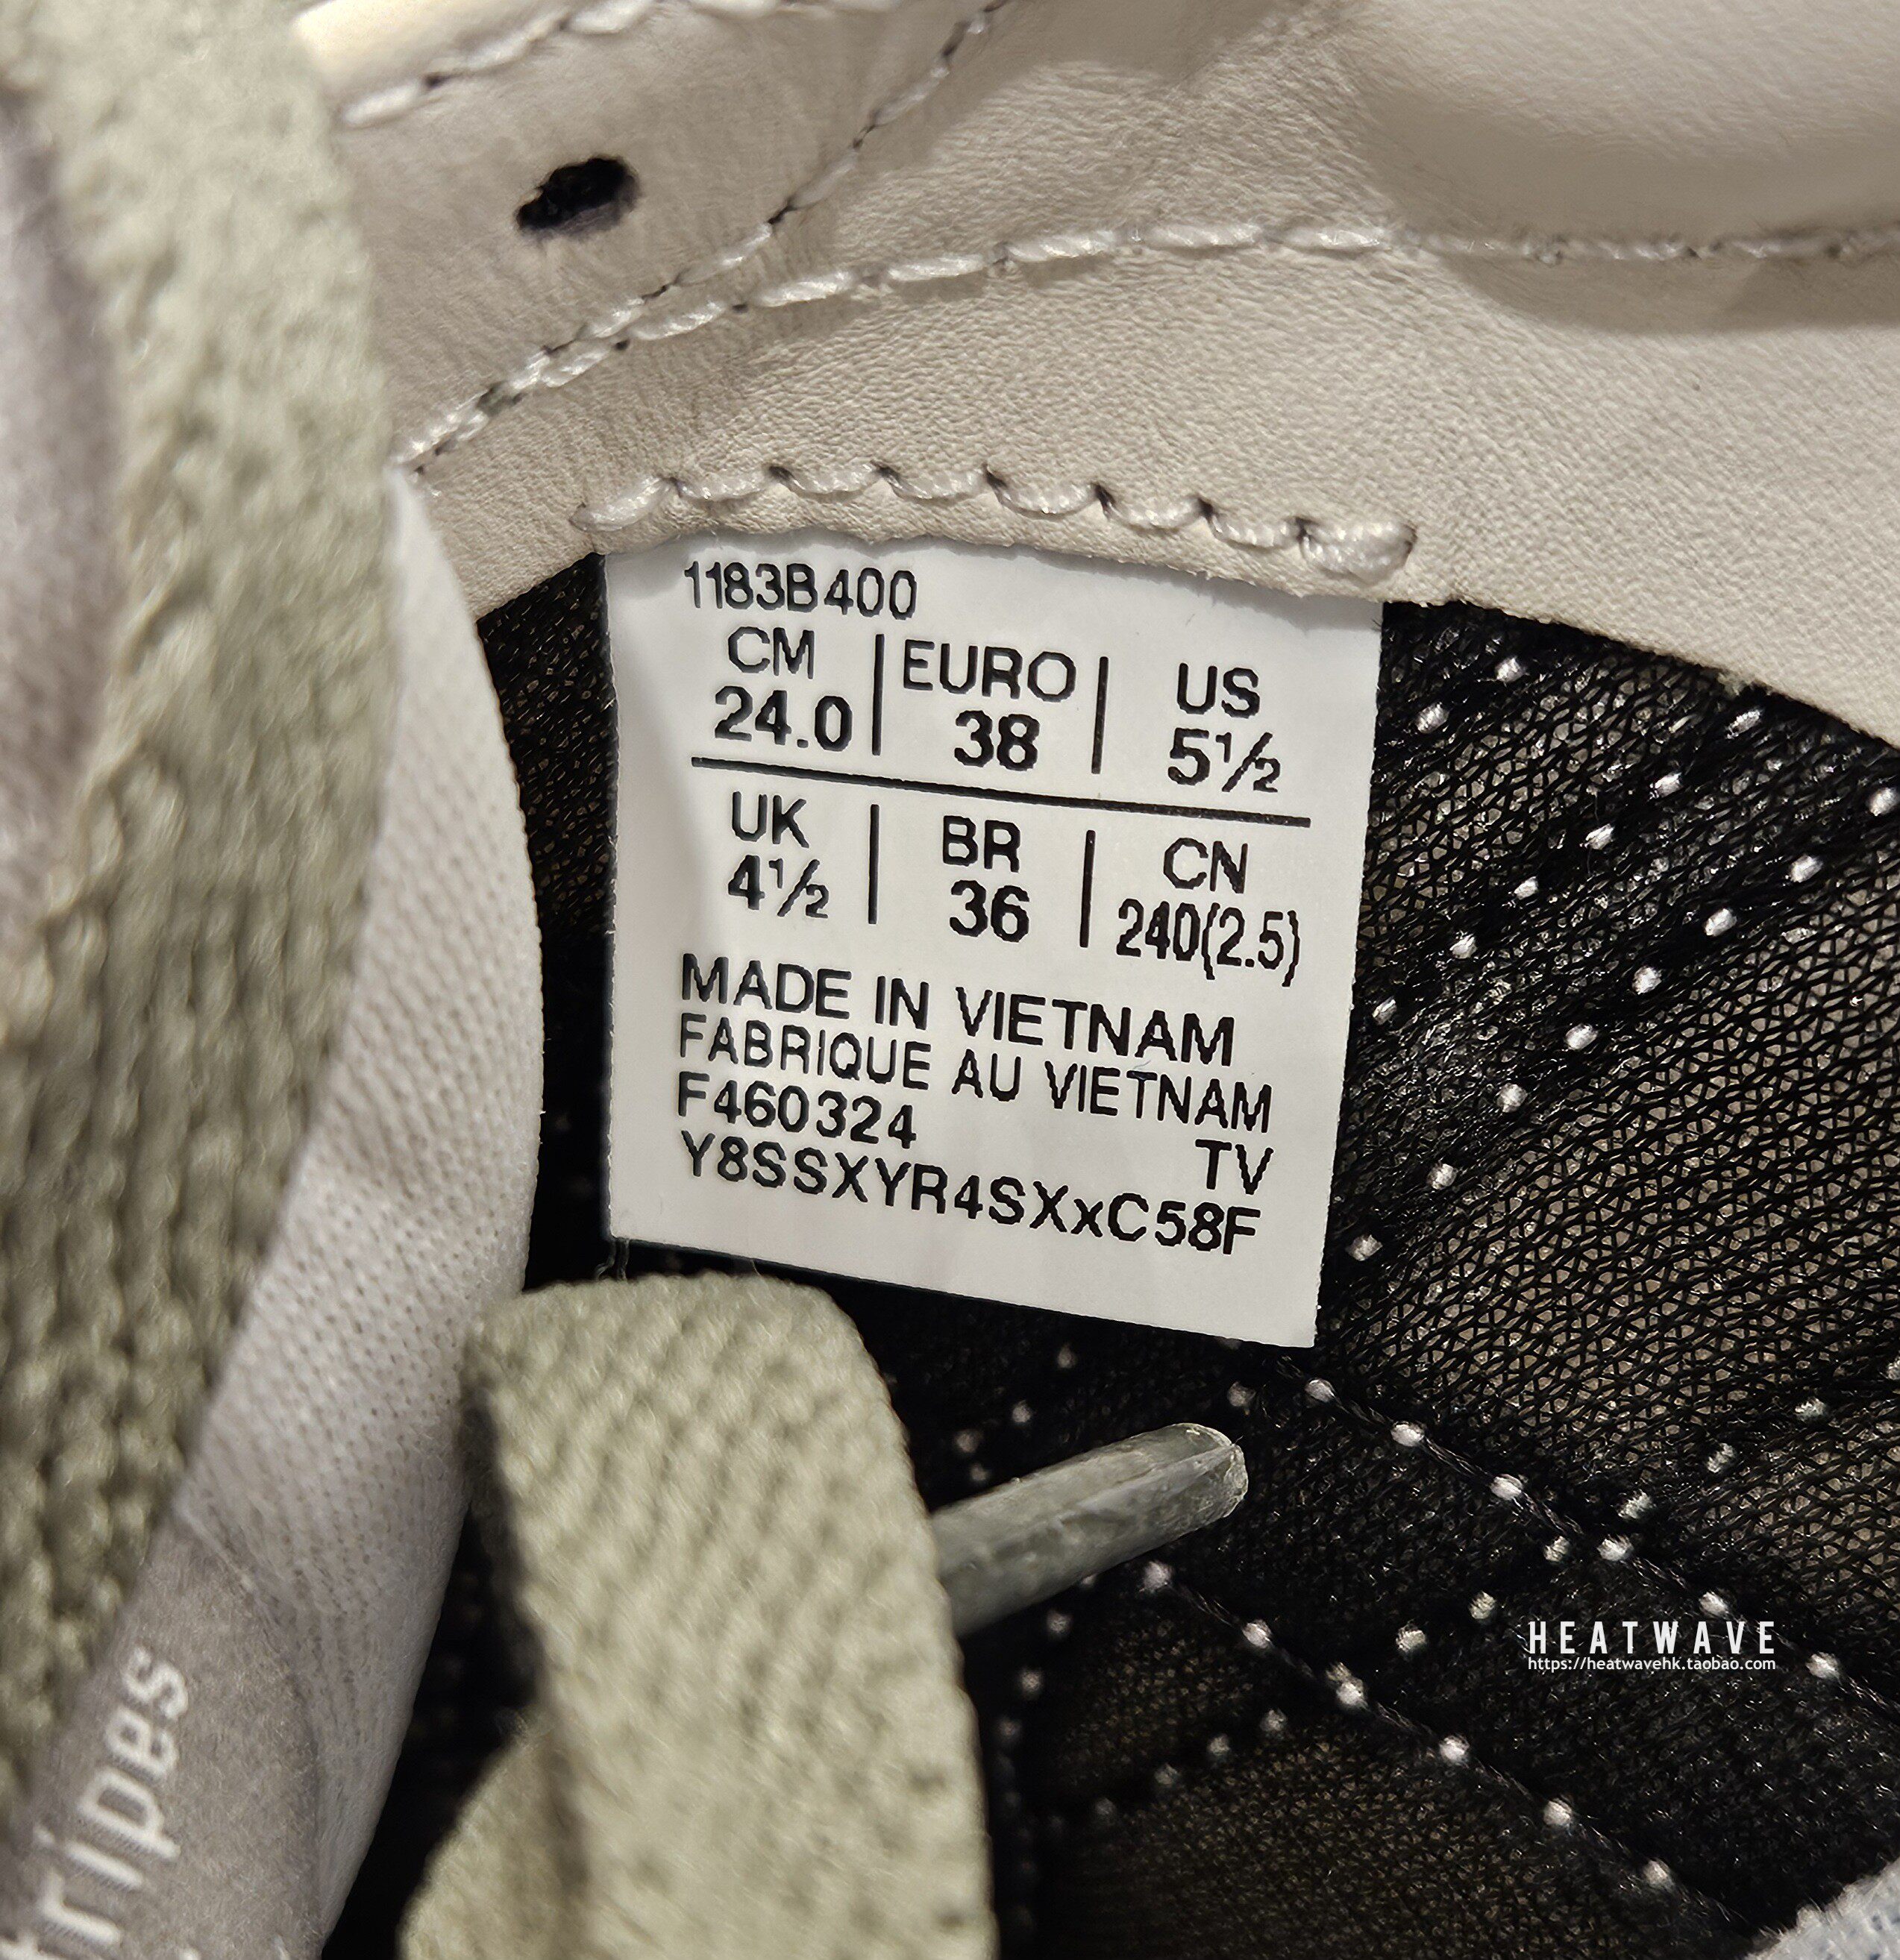 1183B400
CM | EURO | US
24.0 | 38 | 5½
UK | BR | CN
4½ | 36 | 240(2.5)
MADE IN VIETNAM
FABRIQUE AU VIETNAM
F460324 TV
Y8SSXYR4SXxC58F
HEATWAVE
https://heatwavehk.taobao.com